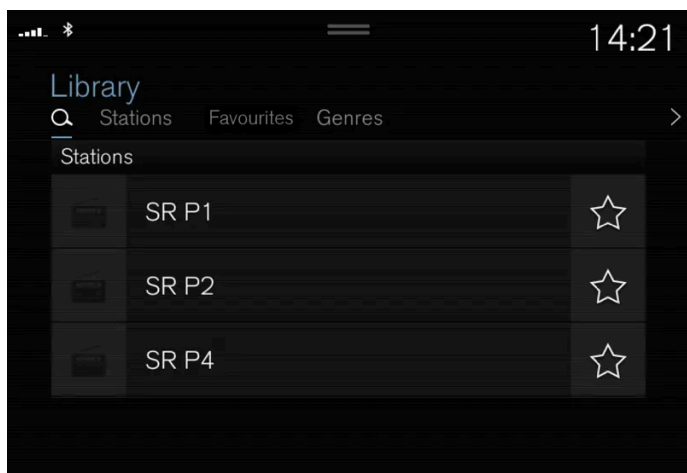 14:21
Library
Stations Favourites Genres
Stations
SR P1
SR P2
SR P4